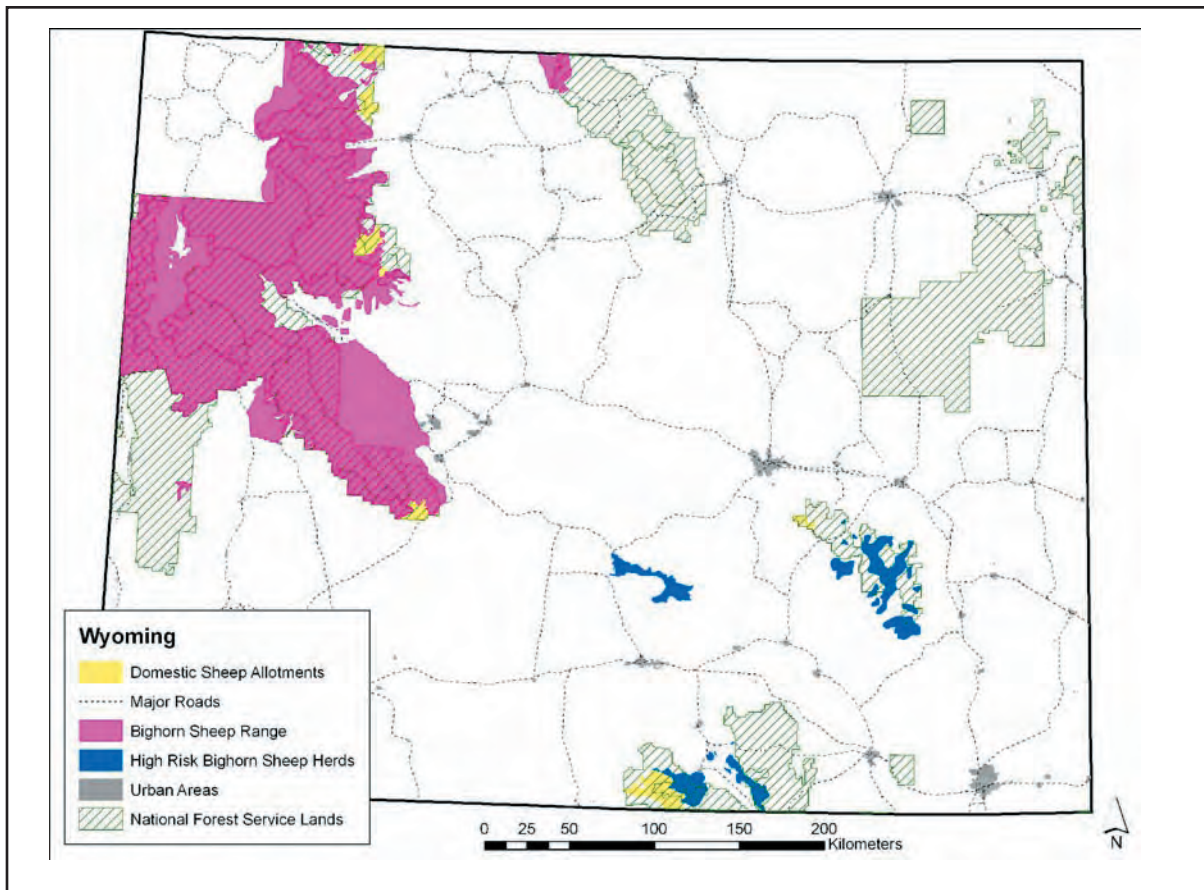 Wyoming
Domestic Sheep Allotments
Major Roads
Bighorn Sheep Range
High Risk Bighorn Sheep Herds
Urban Areas
National Forest Service Lands
0 25 50 100 150 200
Kilometers
N